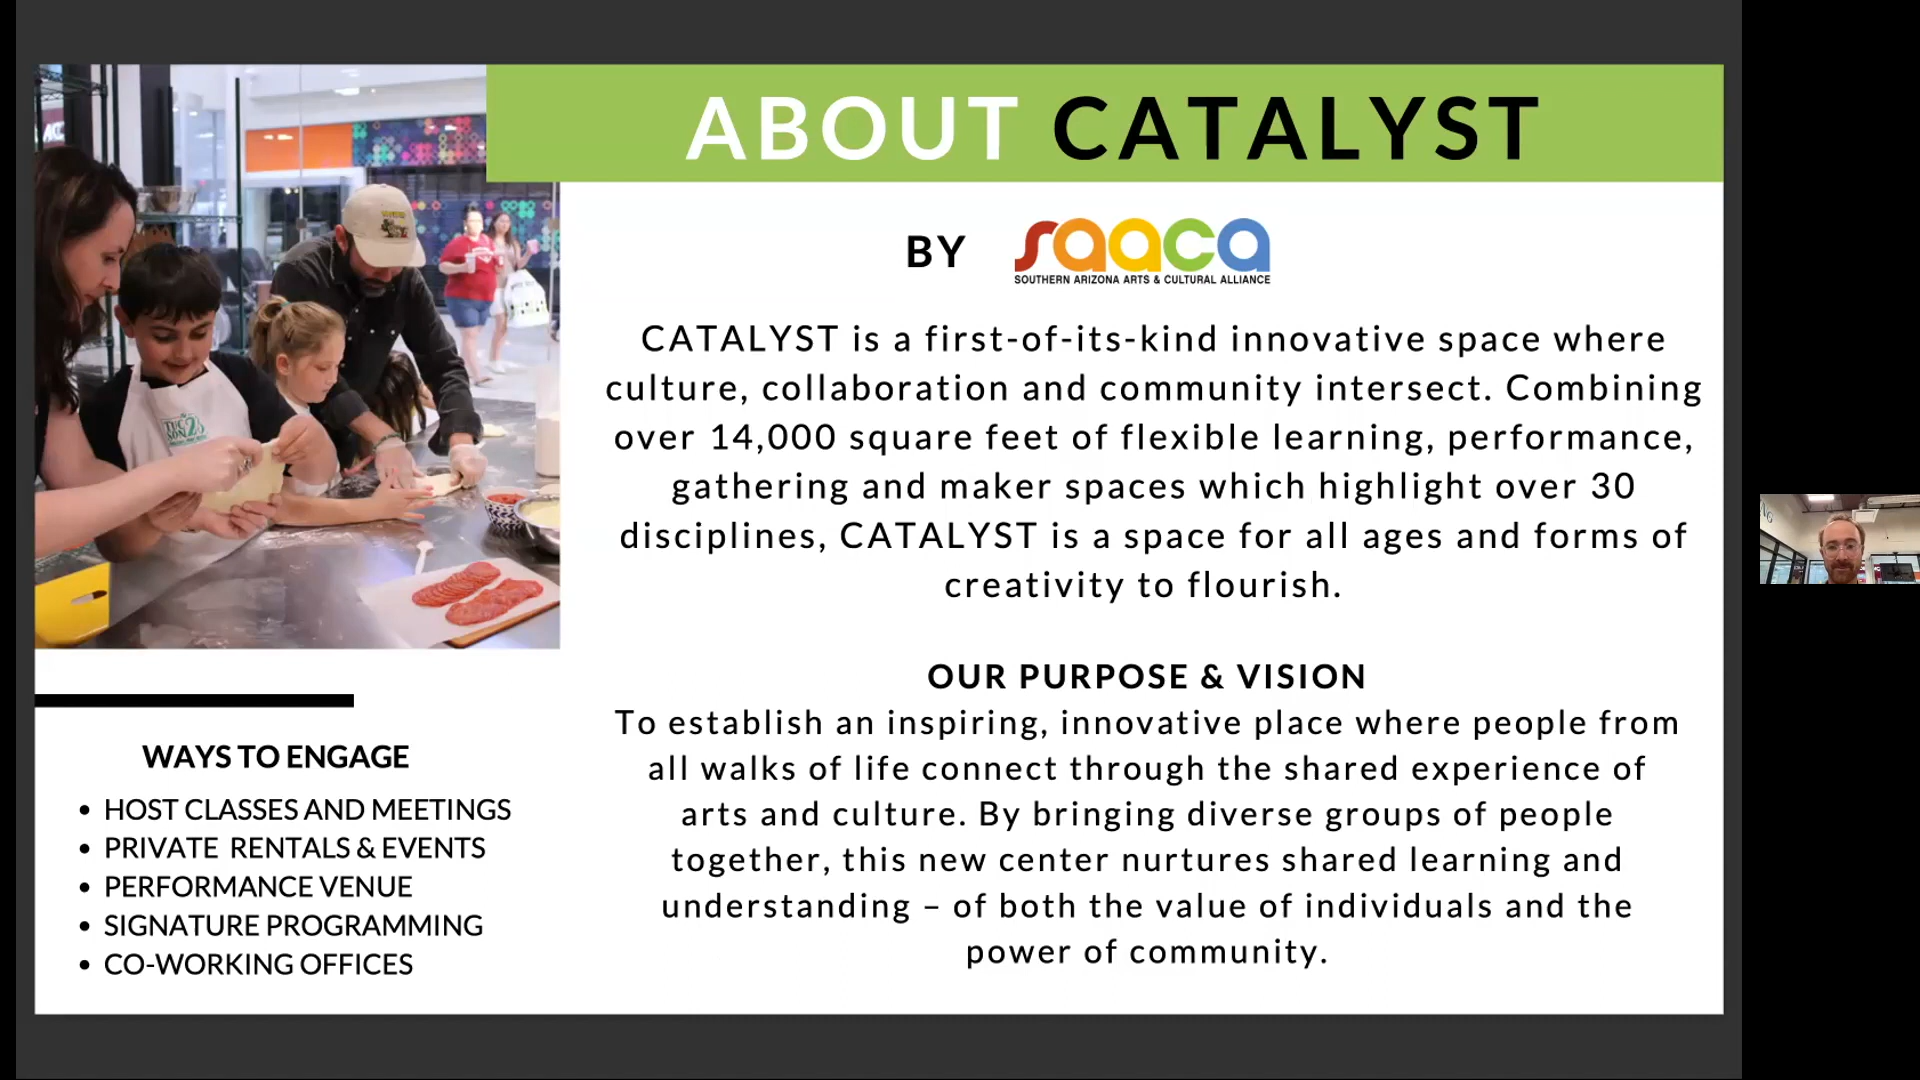 ABOUT CATALYST
BY
saaca
SOUTHERN ARIZONA ARTS & CULTURAL ALLIANCE
CATALYST is a first-of-its-kind innovative space where
culture, collaboration and community intersect. Combining
over 14,000 square feet of flexible learning, performance,
gathering and maker spaces which highlight over 30
disciplines, CATALYST is a space for all ages and forms of
creativity to flourish.
OUR PURPOSE & VISION
To establish an inspiring, innovative place where people from
all walks of life connect through the shared experience of
arts and culture. By bringing diverse groups of people
together, this new center nurtures shared learning and
understanding – of both the value of individuals and the
power of community.
WAYS TO ENGAGE
• HOST CLASSES AND MEETINGS
• PRIVATE RENTALS & EVENTS
• PERFORMANCE VENUE
• SIGNATURE PROGRAMMING
• CO-WORKING OFFICES